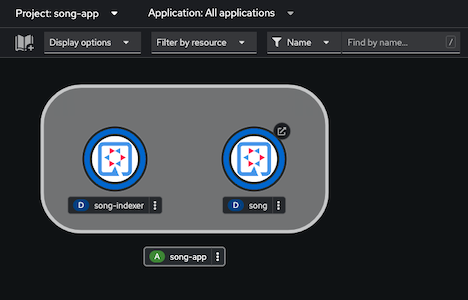 Project: song-app Application: All applications
Display options Filter by resource Name Find by name... /
D song-indexer D song
A song-app